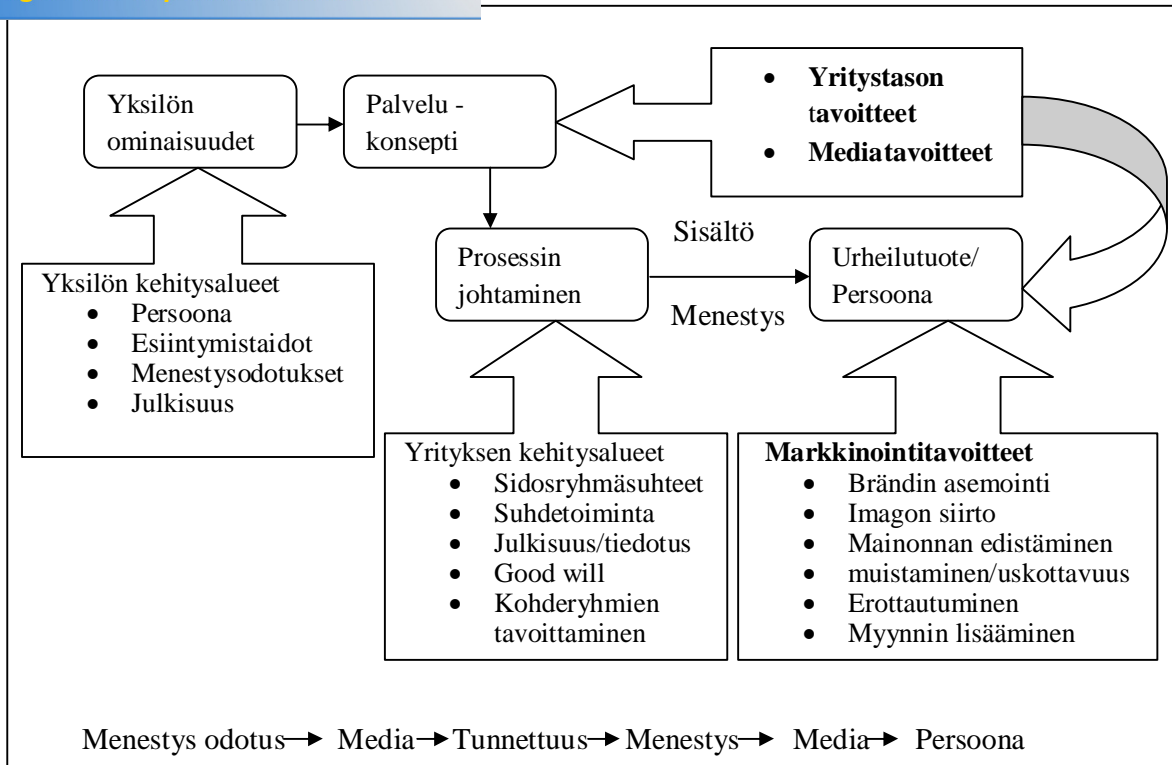 Yksilön
ominaisuudet
Palvelu -
konsepti
• Yritystason
tavoitteet
• Mediatavoitteet
Prosessin
johtaminen
Sisältö
Menestys
Urheilutuote/
Persoona
Yksilön kehitysalueet
• Persoona
• Esiintymistaidot
• Menestysodotukset
• Julkisuus
Yrityksen kehitysalueet
• Sidosryhmäsuhteet
• Suhdetoiminta
• Julkisuus/tiedotus
• Good will
• Kohderyhmien
tavoittaminen
Markkinointitavoitteet
• Brändin asemointi
• Imagon siirto
• Mainonnan edistäminen
• muistaminen/uskottavuus
• Erottautuminen
• Myynnin lisääminen
Menestys odotus → Media → Tunnettuus → Menestys → Media → Persoona